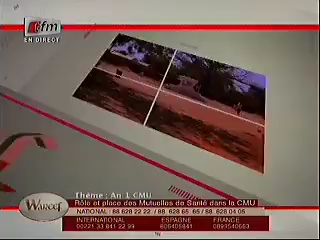 tfm
EN DIRECT
Thème : An 1 CMU
Rôle et place des Mutuelles de Santé dans la CMU
WAREEF
NATIONAL : 88 628 22 22 / 88. 628 65 65 / 88. 628 04 05
INTERNATIONAL ESPAGNE FRANCE
00221 33 841 22 99 806405841 0893540663